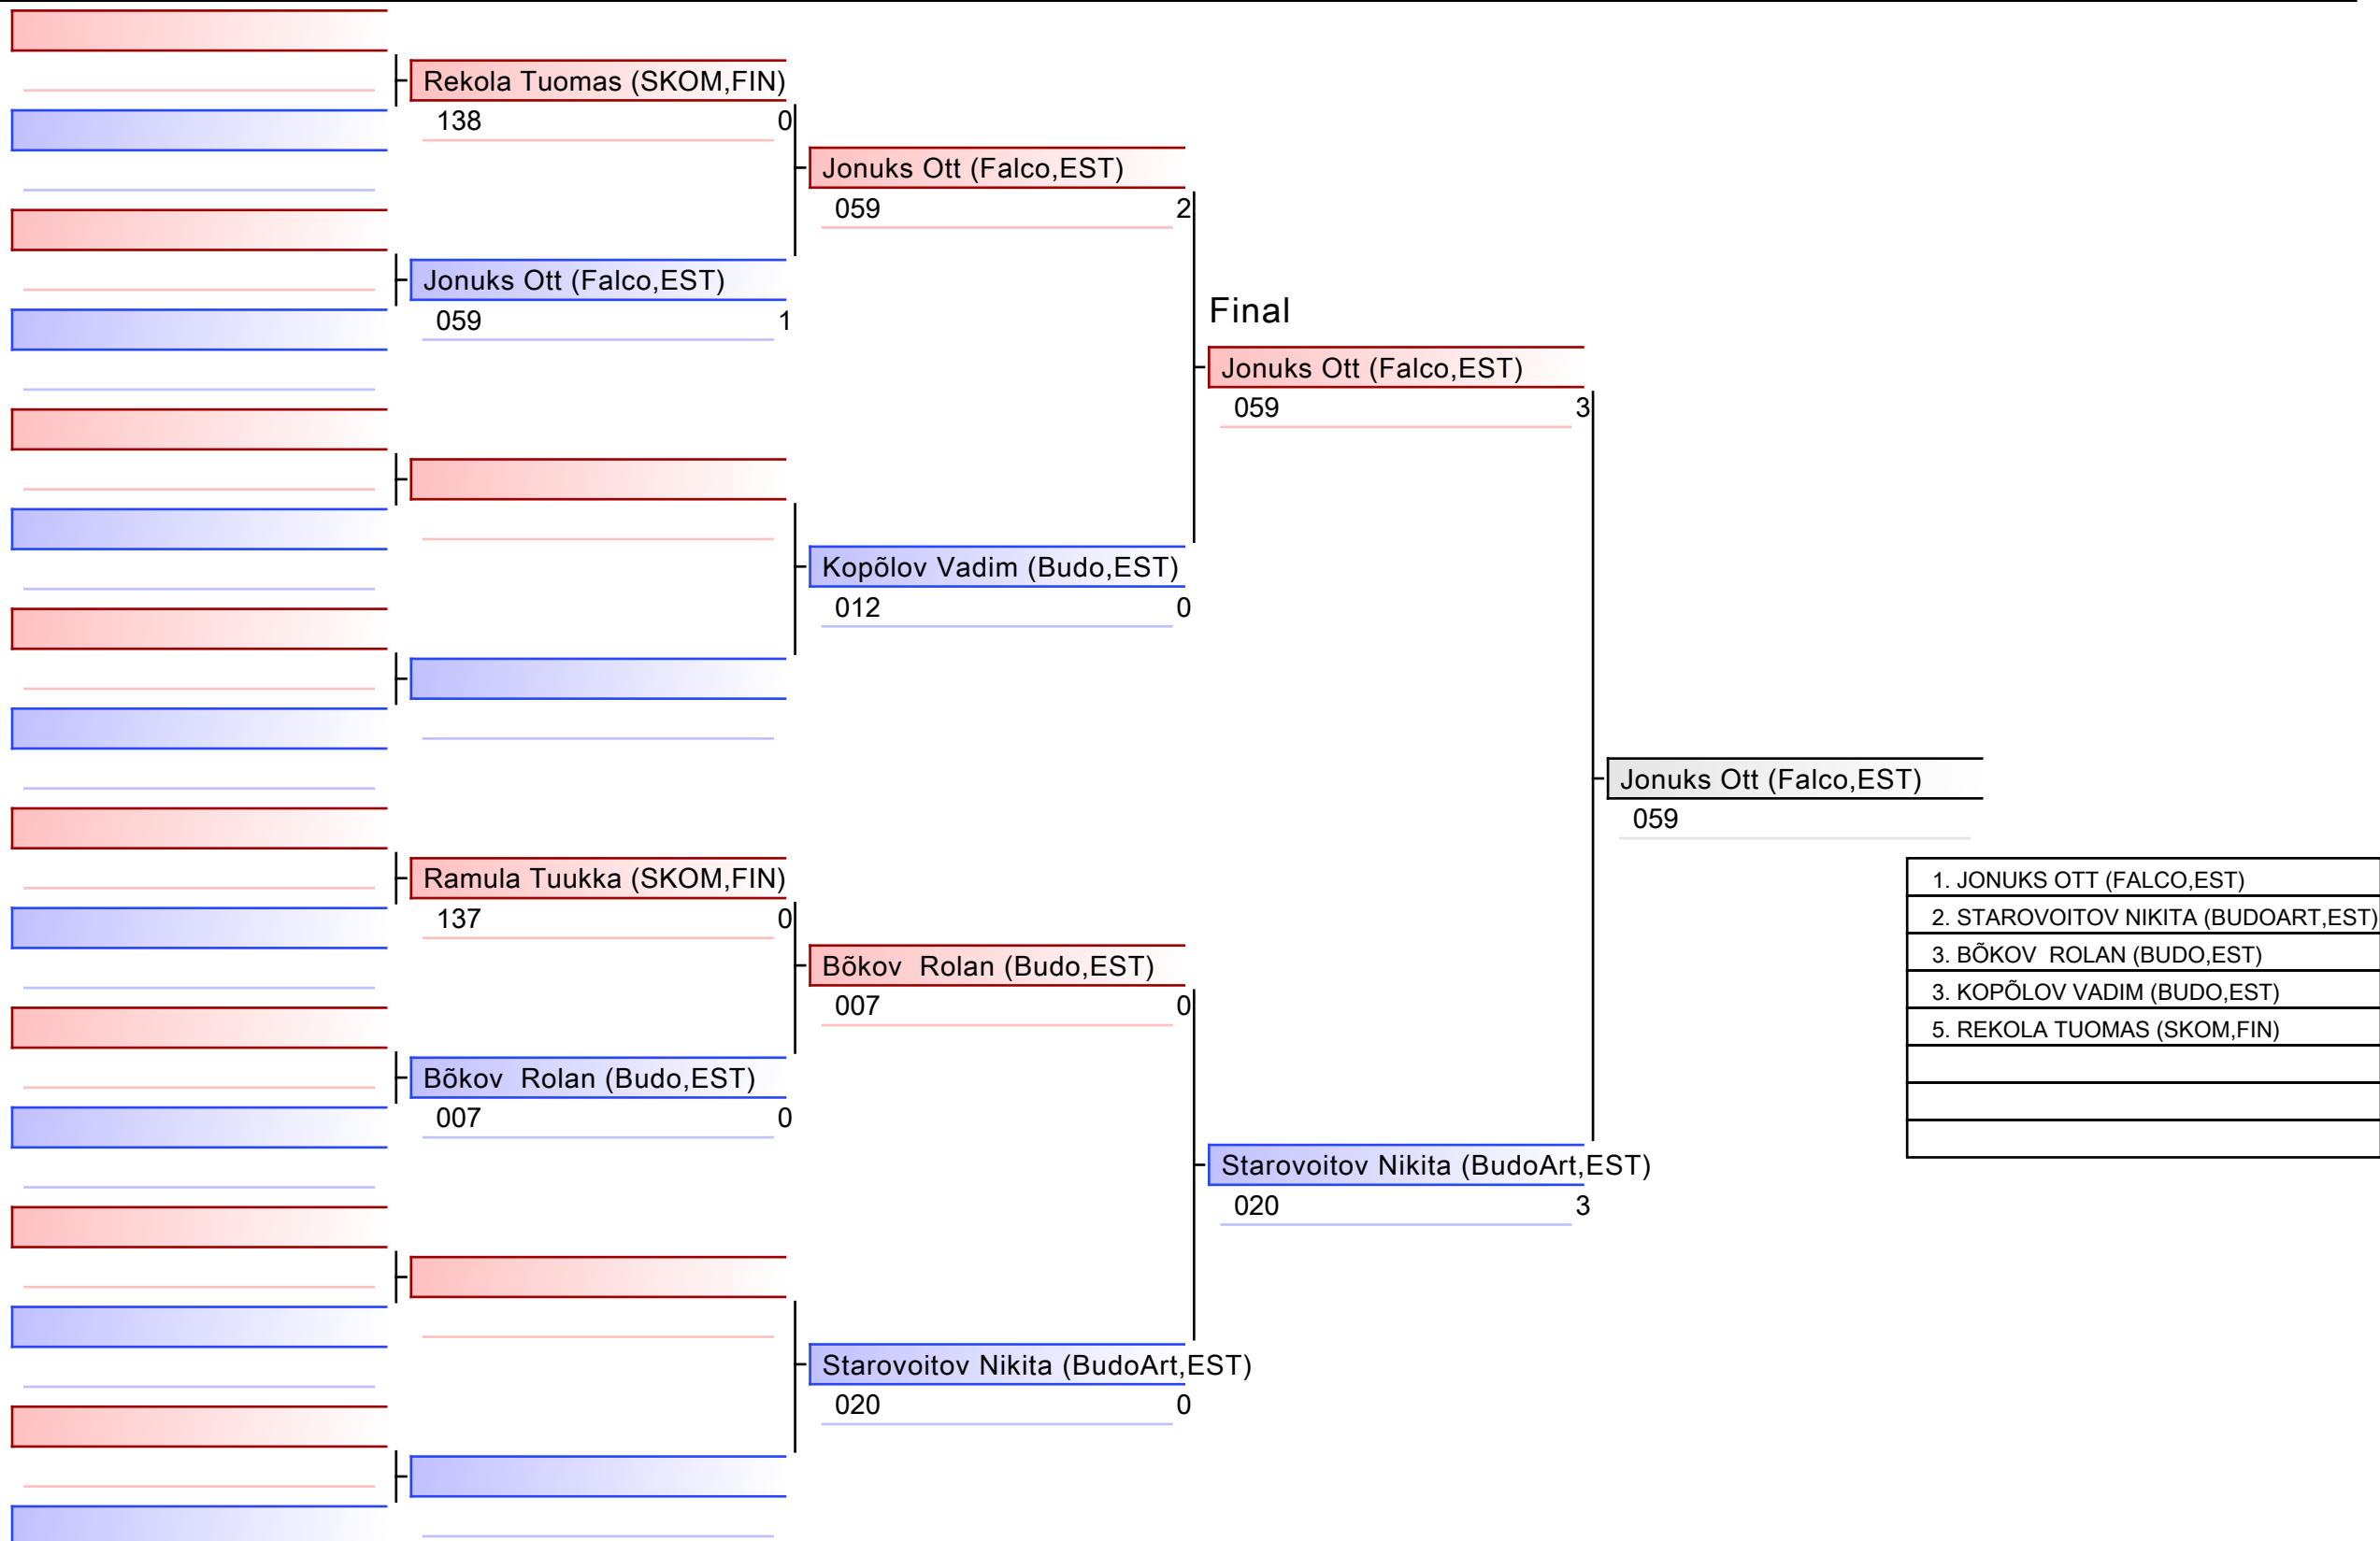 Rekola Tuomas (SKOM,FIN)
138 0
Jonuks Ott (Falco,EST)
059 2
Jonuks Ott (Falco,EST)
059 1
Final
Jonuks Ott (Falco,EST)
059 3
Kopõlov Vadim (Budo,EST)
012 0
Jonuks Ott (Falco,EST)
059
Ramula Tuukka (SKOM,FIN)
137 0
Bõkov  Rolan (Budo,EST)
007 0
Bõkov  Rolan (Budo,EST)
007 0
Starovoitov Nikita (BudoArt,EST)
020 3
Starovoitov Nikita (BudoArt,EST)
020 0
1. JONUKS OTT (FALCO,EST)
2. STAROVOITOV NIKITA (BUDOART,EST)
3. BÕKOV  ROLAN (BUDO,EST)
3. KOPÕLOV VADIM (BUDO,EST)
5. REKOLA TUOMAS (SKOM,FIN)